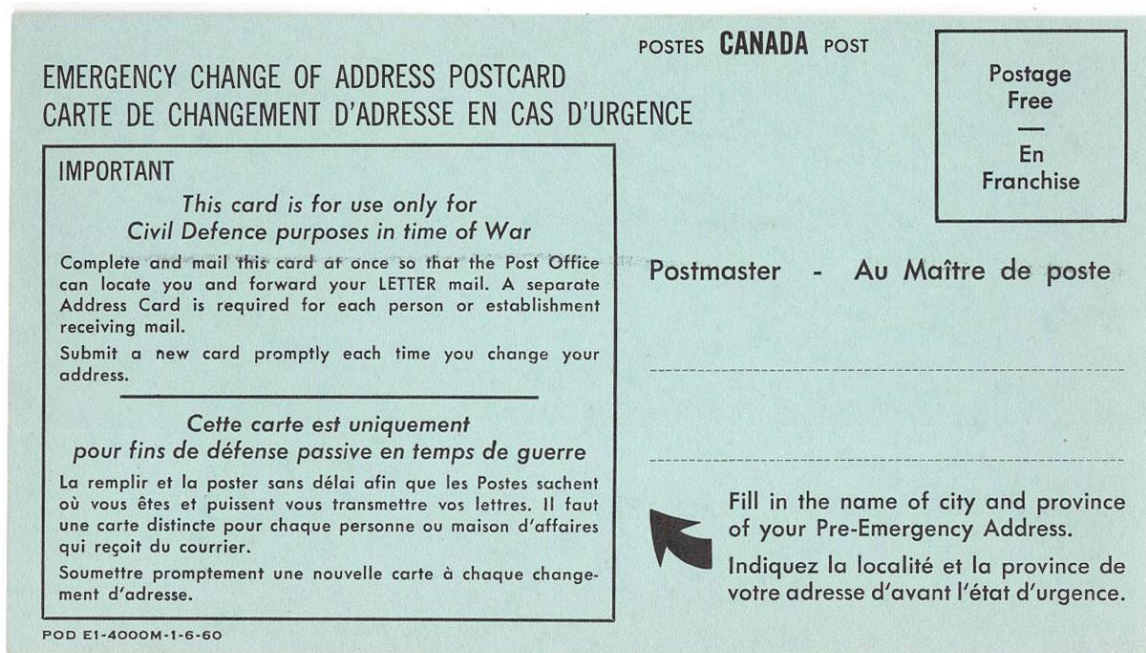 POSTES CANADA POST
EMERGENCY CHANGE OF ADDRESS POSTCARD
CARTE DE CHANGEMENT D'ADRESSE EN CAS D'URGENCE
Postage
Free
—
En
Franchise
IMPORTANT
This card is for use only for
Civil Defence purposes in time of War
Complete and mail this card at once so that the Post Office
can locate you and forward your LETTER mail. A separate
Address Card is required for each person or establishment
receiving mail.
Submit a new card promptly each time you change your
address.
Cette carte est uniquement
pour fins de défense passive en temps de guerre
La remplir et la poster sans délai afin que les Postes sachent
où vous êtes et puissent vous transmettre vos lettres. Il faut
une carte distincte pour chaque personne ou maison d'affaires
qui reçoit du courrier.
Soumettre promptement une nouvelle carte à chaque change-
ment d'adresse.
POD E1-4000M-1-6-60
Postmaster - Au Maître de poste
Fill in the name of city and province
of your Pre-Emergency Address.
Indiquez la localité et la province de
votre adresse d'avant l'état d'urgence.